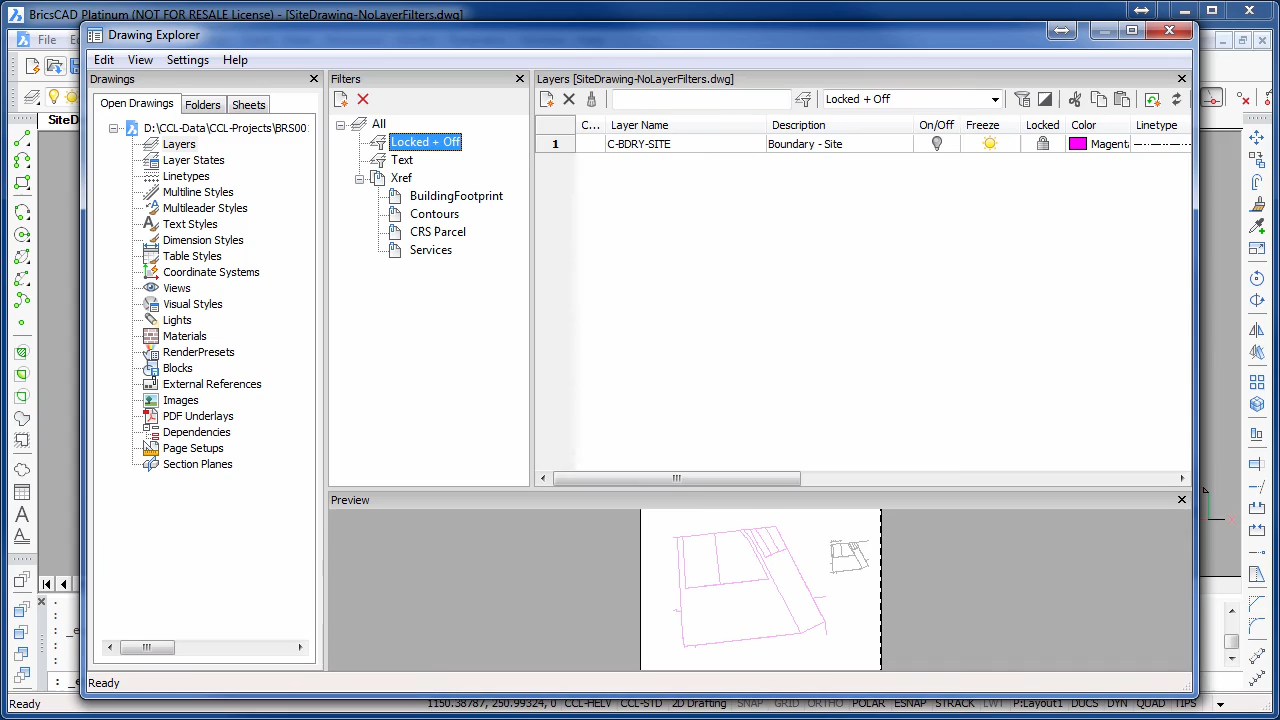 BricsCAD Platinum (NOT FOR RESALE License) - [SiteDrawing-NoLayerFilters.dwg]
File
Drawing Explorer
Edit View Settings Help
Drawings
Open Drawings Folders Sheets
D:\CCL-Data\CCL-Projects\BRS00
Layers
Layer States
Linetypes
Multiline Styles
Multileader Styles
Text Styles
Dimension Styles
Table Styles
Coordinate Systems
Views
Visual Styles
Lights
Materials
RenderPresets
Blocks
External References
Images
PDF Underlays
Dependencies
Page Setups
Section Planes
Filters
All
Locked + Off
Text
Xref
BuildingFootprint
Contours
CRS Parcel
Services
Layers [SiteDrawing-NoLayerFilters.dwg]
Locked + Off
C... Layer Name Description On/Off Freeze Locked Color Linetype
1 C-BDRY-SITE Boundary - Site Magent
Preview
Ready
SiteD
: _e
Ready 1150.38787, 250.99324, 0 CCL-HELV CCL-STD 2D Drafting SNAP GRID ORTHO POLAR ESNAP STRACK LWT P:Layout1 DUCS DYN QUAD TIPS